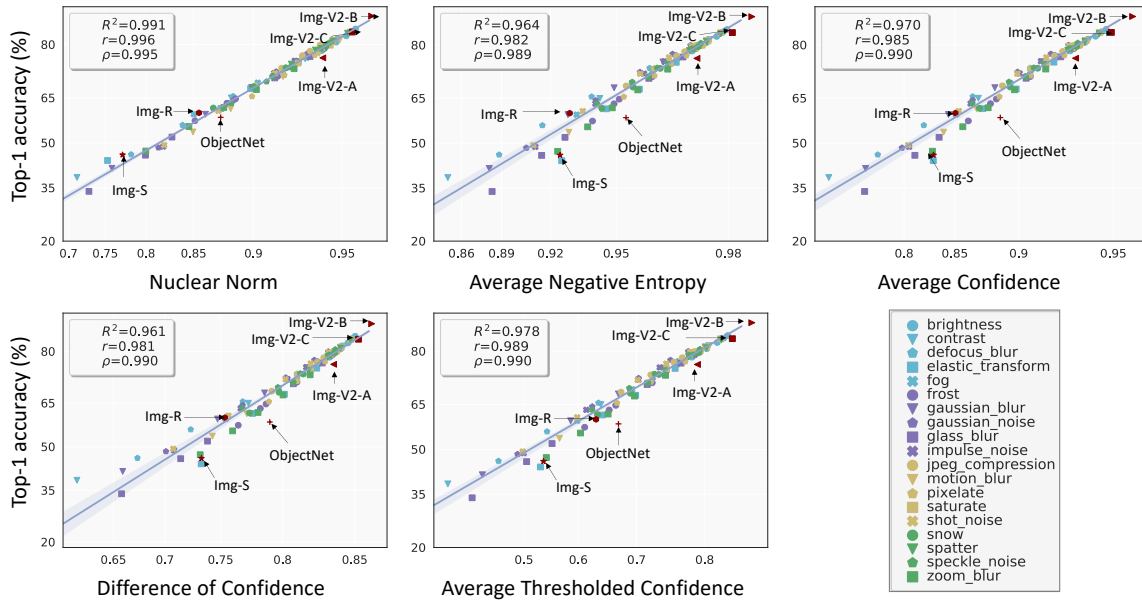 R²=0.991
r=0.996
ρ=0.995
Img-V2-B
Img-V2-C
Img-V2-A
Img-R
ObjectNet
Img-S
Top-1 accuracy (%)
80
65
50
35
20
0.7 0.8 0.85 0.9 0.95
Nuclear Norm
R²=0.964
r=0.982
ρ=0.989
Img-V2-B
Img-V2-C
Img-V2-A
Img-R
ObjectNet
Img-S
80
65
50
35
20
0.86 0.89 0.92 0.95 0.98
Average Negative Entropy
R²=0.970
r=0.985
ρ=0.990
Img-V2-B
Img-V2-C
Img-V2-A
Img-R
ObjectNet
Img-S
80
65
50
35
20
0.8 0.85 0.9 0.95
Average Confidence
R²=0.961
r=0.981
ρ=0.990
Img-V2-B
Img-V2-C
Img-V2-A
Img-R
ObjectNet
Img-S
Top-1 accuracy (%)
80
65
50
35
20
0.65 0.7 0.75 0.8 0.85
Difference of Confidence
R²=0.978
r=0.989
ρ=0.990
Img-V2-B
Img-V2-C
Img-V2-A
Img-R
ObjectNet
Img-S
80
65
50
35
20
0.5 0.6 0.7 0.8
Average Thresholded Confidence
brightness
contrast
defocus_blur
elastic_transform
fog
frost
gaussian_blur
gaussian_noise
glass_blur
impulse_noise
jpeg_compression
motion_blur
pixelate
saturate
shot_noise
snow
spatter
speckle_noise
zoom_blur